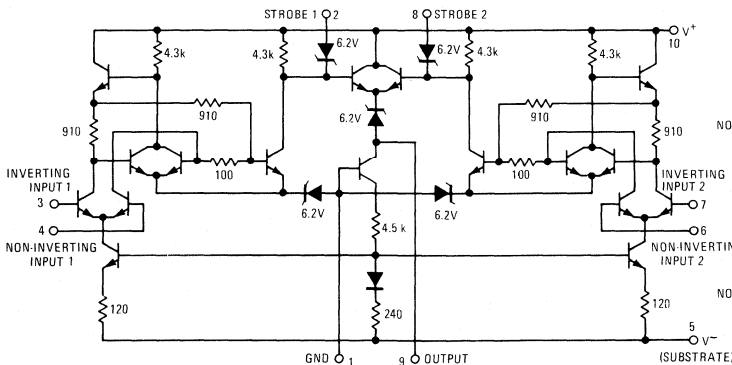 STROBE 1 2
8 STROBE 2
V+
10
4.3k
4.3k
6.2V
6.2V
4.3k
4.3k
910
910
6.2V
910
910
NO
100
100
INVERTING
INPUT 1
3
4
NON-INVERTING
INPUT 1
6.2V
6.2V
INVERTING
INPUT 2
7
6
NON-INVERTIN
INPUT 2
4.5 k
NO
120
240
120
5
V-
(SUBSTRATE)
GND 1
9 OUTPUT